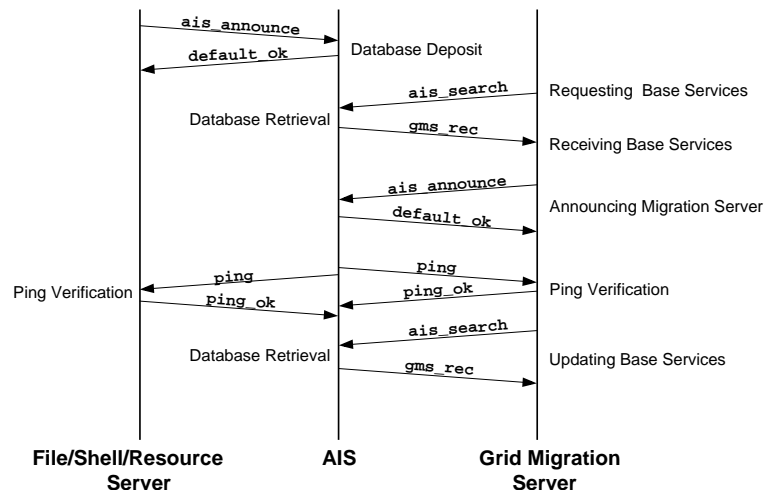 ais_announce
default_ok
Database Deposit
ais_search
Requesting Base Services
Database Retrieval
gms_rec
Receiving Base Services
ais_announce
Announcing Migration Server
default_ok
ping
ping
Ping Verification
ping_ok
ping_ok
Ping Verification
ais_search
Database Retrieval
gms_rec
Updating Base Services
File/Shell/Resource
Server
AIS
Grid Migration
Server